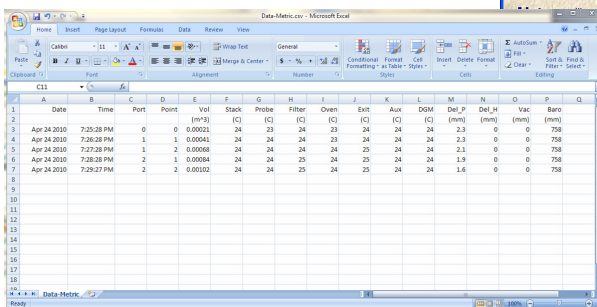 Data-Metric.csv - Microsoft Excel
Home Insert Page Layout Formulas Data Review View
Calibri 11 Wrap Text General Σ AutoSum
Paste B I U Merge & Center $ % , Conditional Format Cell Insert Delete Format Fill Sort & Find &
Formatting as Table Styles Clear Filter Select
Clipboard Font Alignment Number Styles Cells Editing
C11 fx
A B C D E F G H I J K L M N O P Q
1 Date Time Port Point Vol Stack Probe Filter Oven Exit Aux DGM Del_P Del_H Vac Baro
2 (m^3) (C) (C) (C) (C) (C) (C) (C) (mm) (mm) (mm) (mm)
3 Apr 24 2010 7:25:28 PM 0 0 0.00021 24 23 24 23 24 24 24 2.3 0 0 758
4 Apr 24 2010 7:26:28 PM 1 1 0.00041 24 24 24 23 25 24 24 2.3 0 0 758
5 Apr 24 2010 7:27:28 PM 1 2 0.00068 24 24 24 23 25 24 24 2.1 0 0 758
6 Apr 24 2010 7:28:28 PM 2 1 0.00084 24 24 25 24 25 24 24 1.9 0 0 758
7 Apr 24 2010 7:29:27 PM 2 2 0.00102 24 24 25 24 25 24 24 1.6 0 0 758
8
9
10
11
12
13
14
15
16
17
18
19
Data-Metric
Ready 100%